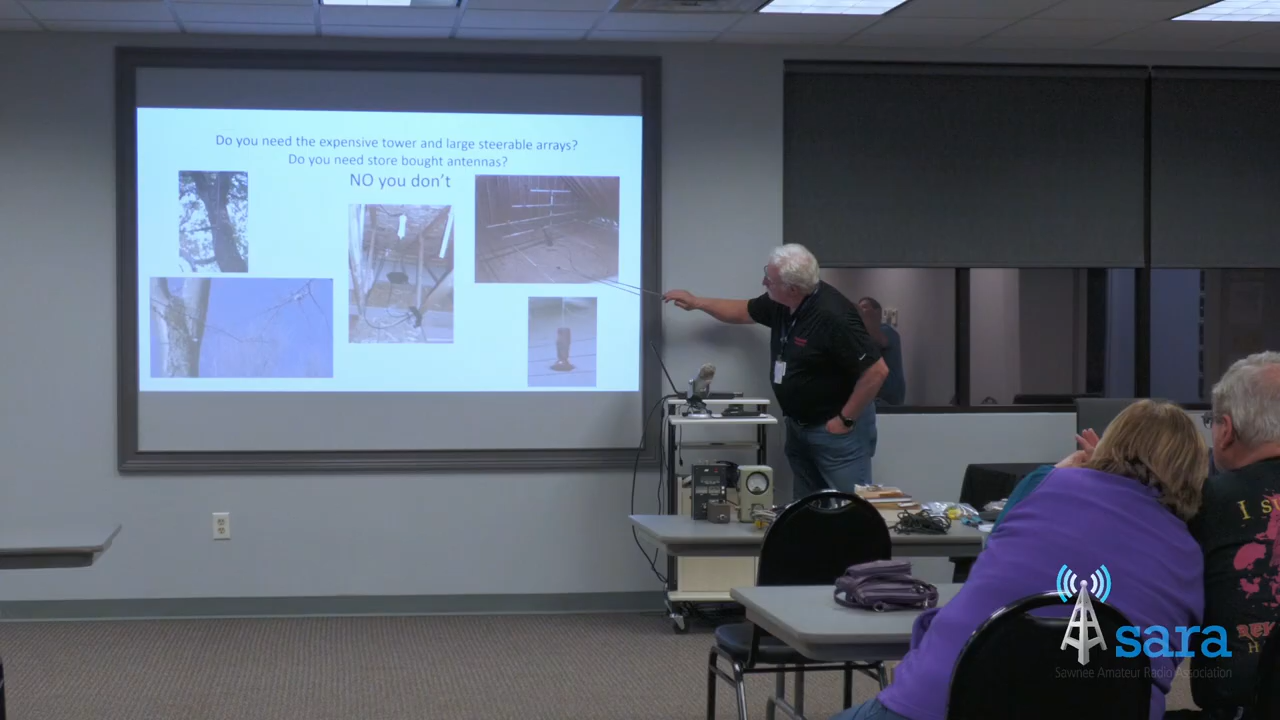 Do you need the expensive tower and large steerable arrays?
Do you need store bought antennas?
NO you don't
I
sara
Sawnee Amateur Radio Association